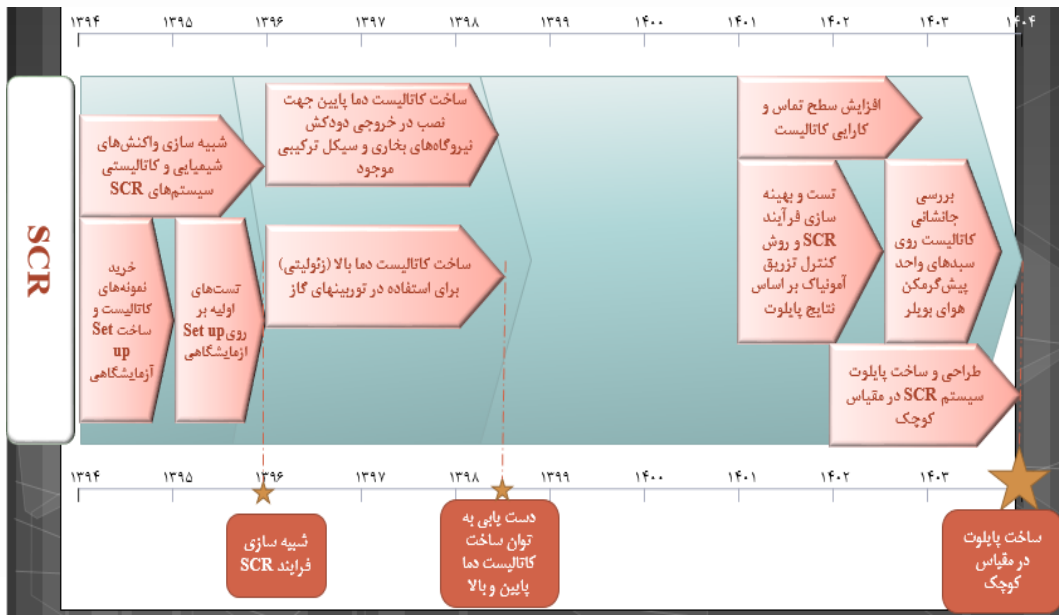 ۱۳۹۴ ۱۳۹۵ ۱۳۹۶ ۱۳۹۷ ۱۳۹۸ ۱۳۹۹ ۱۴۰۰ ۱۴۰۱ ۱۴۰۲ ۱۴۰۳ ۱۴۰۴
SCR
شبیه سازی واکنش‌های
شیمیایی و کاتالیستی
سیستم‌های SCR
خرید
نمونه‌های
کاتالیست و
ساخت Set
up
آزمایشگاهی
تست‌های
اولیه بر
روی Set up
ازمایشگاهی
ساخت کاتالیست دما پایین جهت
نصب در خروجی دودکش
نیروگاه‌های بخاری و سیکل ترکیبی
موجود
ساخت کاتالیست دما بالا (زئولیتی)
برای استفاده در توربینهای گاز
افزایش سطح تماس و
کارایی کاتالیست
تست و بهینه
سازی فرآیند
SCR و روش
کنترل تزریق
آمونیاک بر اساس
نتایج پایلوت
بررسی
جانشانی
کاتالیست روی
سبدهای واحد
پیش‌گرمکن
هوای بویلر
طراحی و ساخت پایلوت
سیستم SCR در مقیاس
کوچک
۱۳۹۴ ۱۳۹۵ ۱۳۹۶ ۱۳۹۷ ۱۳۹۸ ۱۳۹۹ ۱۴۰۰ ۱۴۰۱ ۱۴۰۲ ۱۴۰۳
شبیه سازی
فرایند SCR
دست یابی به
توان ساخت
کاتالیست دما
پایین و بالا
ساخت پایلوت
در مقیاس
کوچک